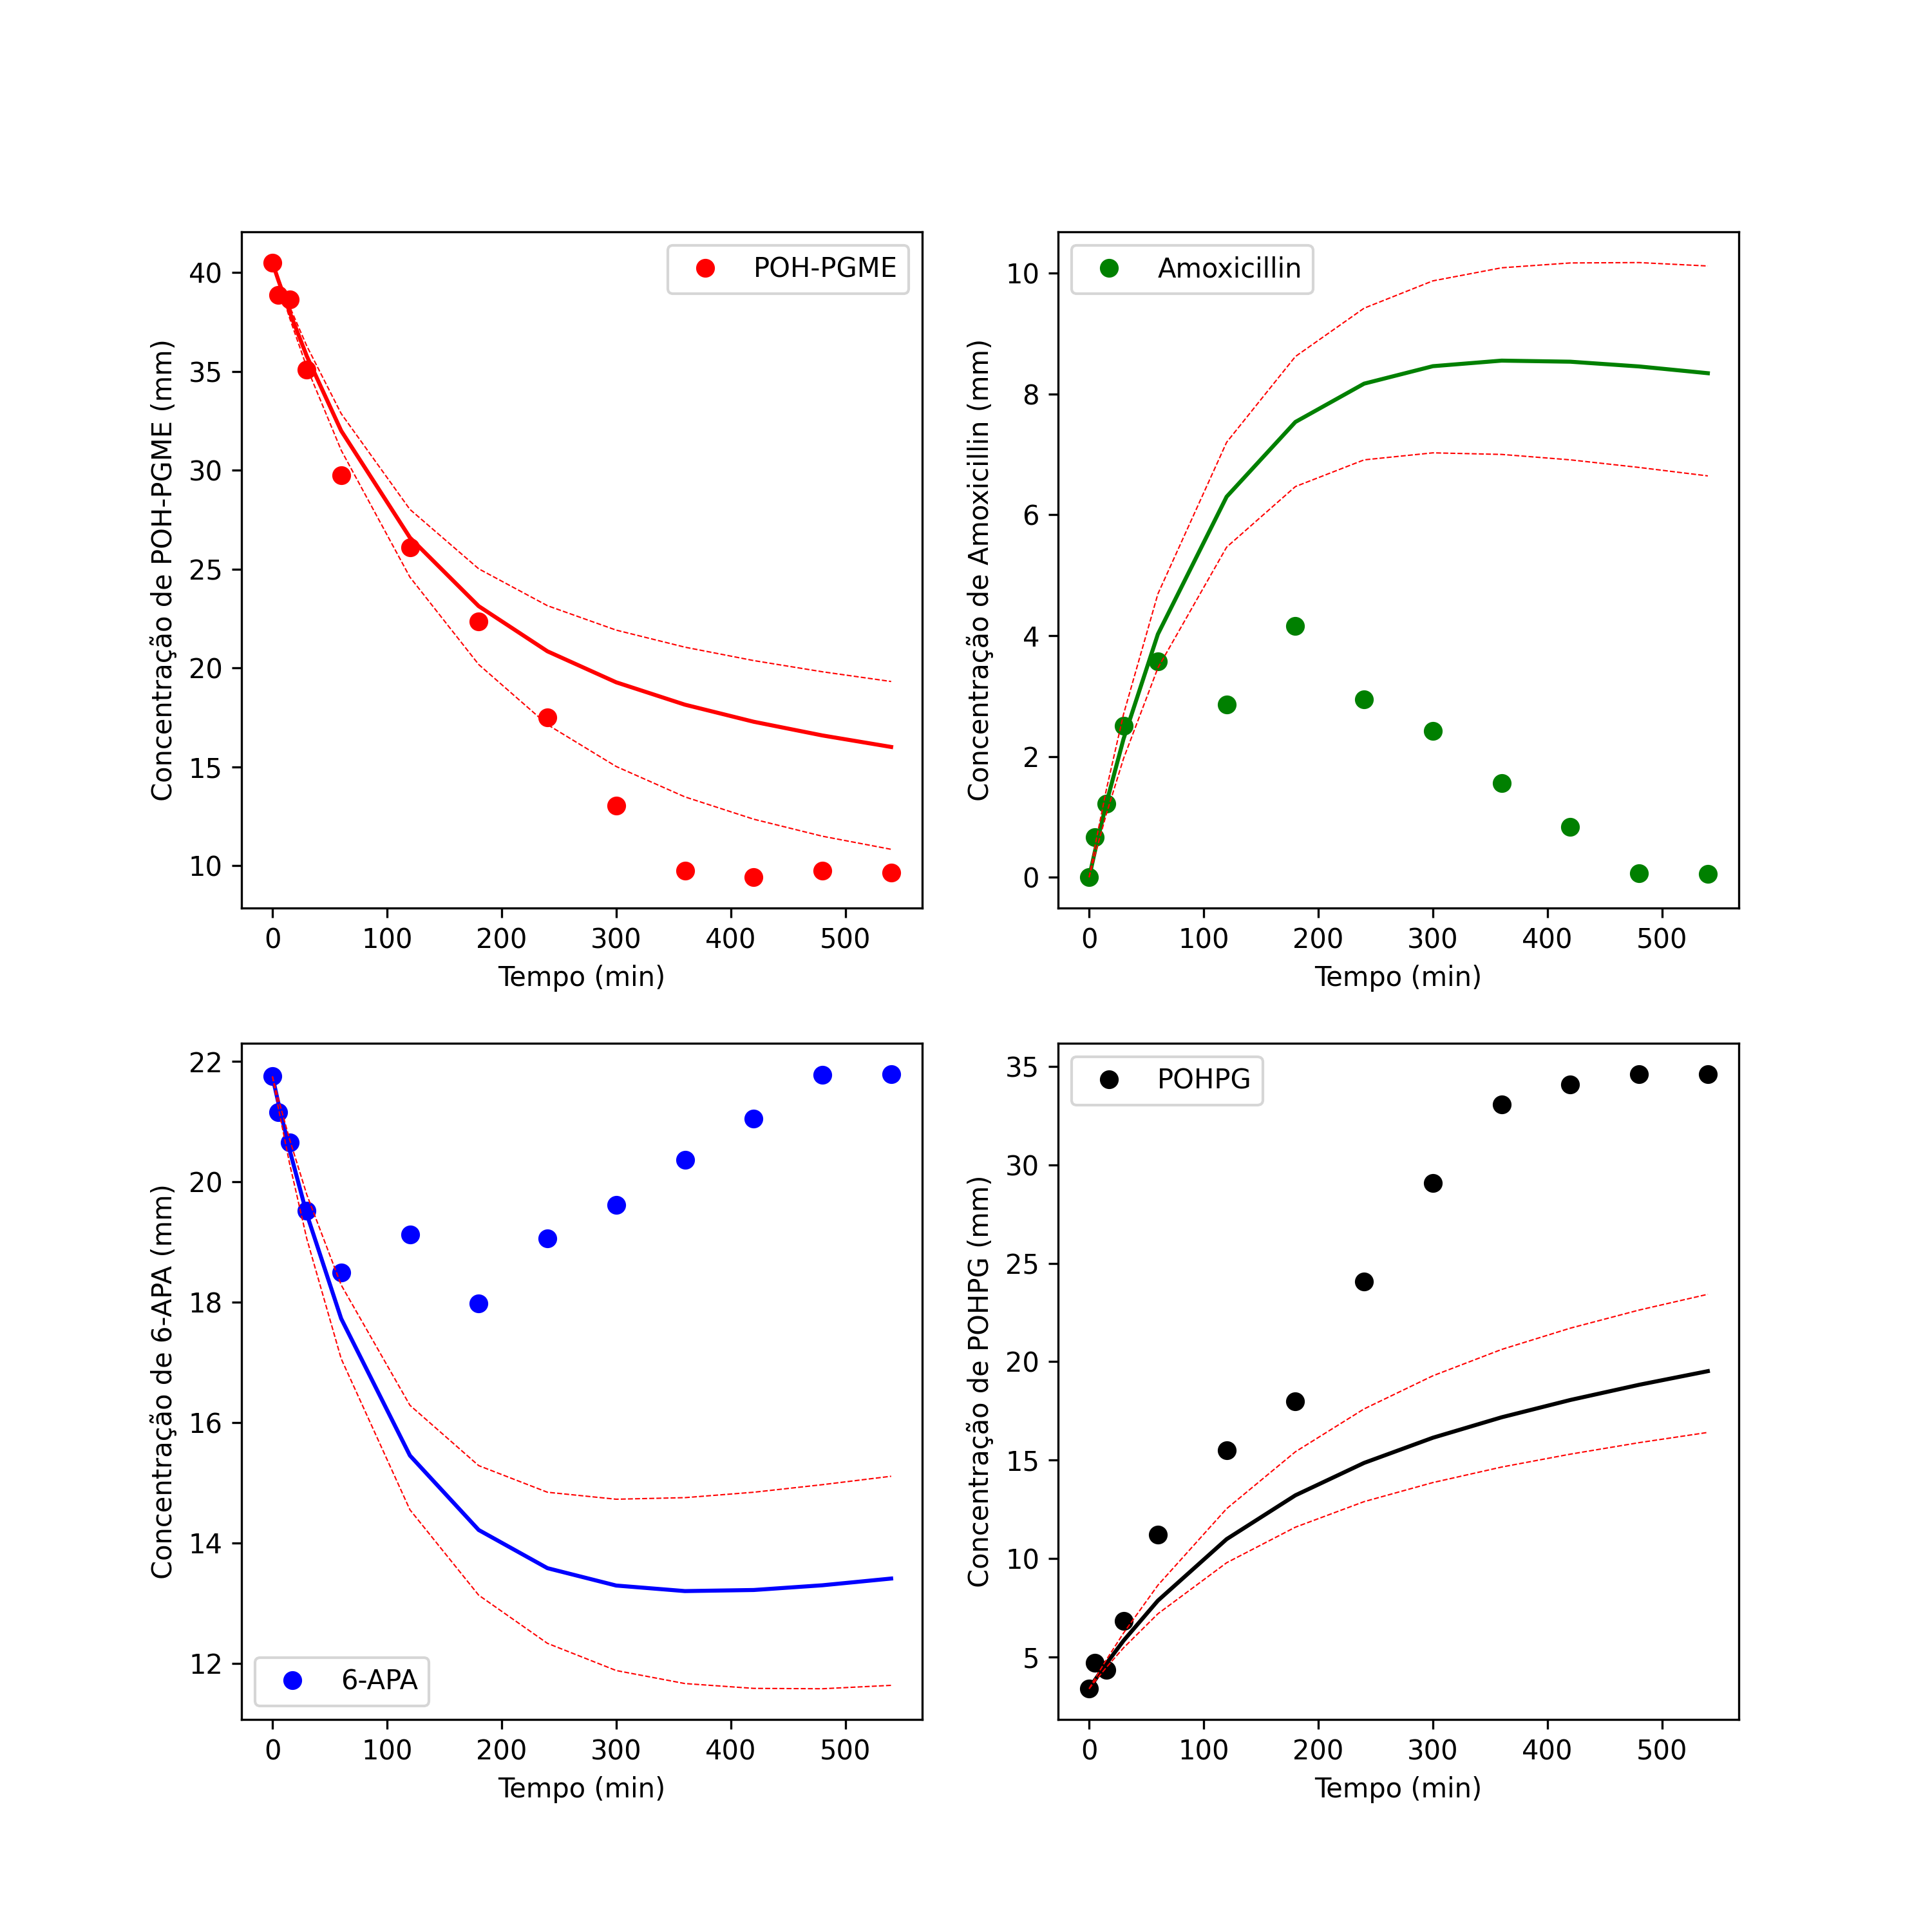 POH-PGME
40
35
30
25
20
15
10
Concentração de POH-PGME (mm)
0 100 200 300 400 500
Tempo (min)
Amoxicillin
10
8
6
4
2
0
Concentração de Amoxicillin (mm)
0 100 200 300 400 500
Tempo (min)
22
20
18
16
14
12
Concentração de 6-APA (mm)
6-APA
0 100 200 300 400 500
Tempo (min)
POHPG
35
30
25
20
15
10
5
Concentração de POHPG (mm)
0 100 200 300 400 500
Tempo (min)